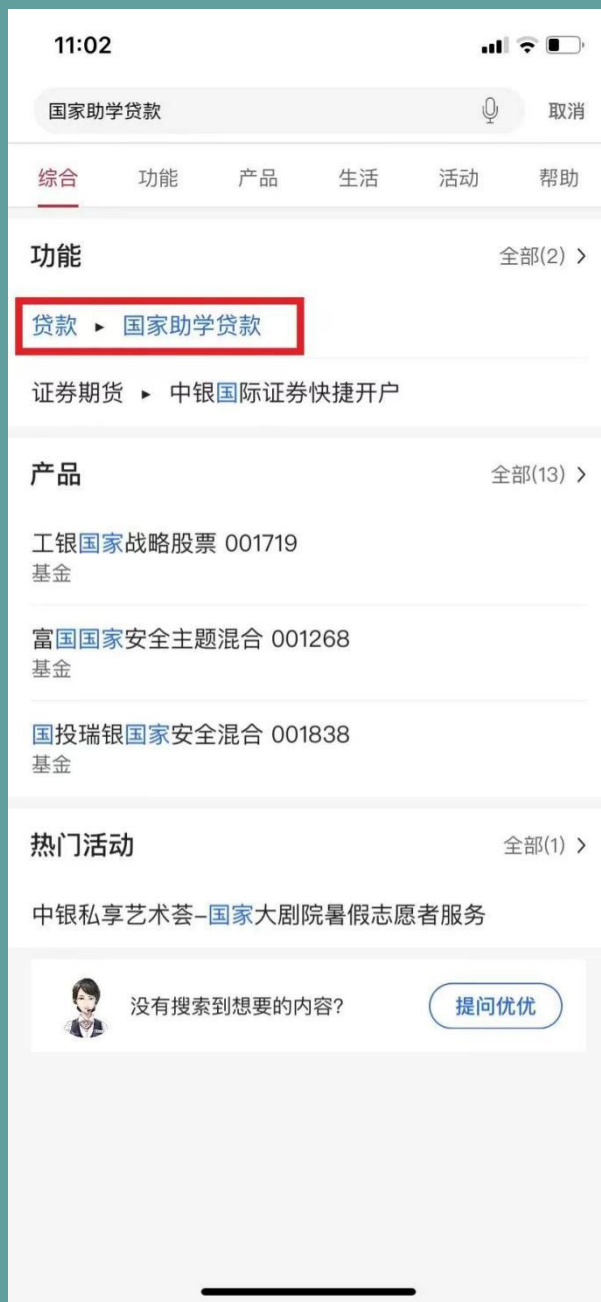 11:02
国家助学贷款 取消
综合 功能 产品 生活 活动 帮助
功能 全部(2) >
贷款 ▸ 国家助学贷款
证券期货 ▸ 中银国际证券快捷开户
产品 全部(13) >
工银国家战略股票 001719
基金
富国国家安全主题混合 001268
基金
国投瑞银国家安全混合 001838
基金
热门活动 全部(1) >
中银私享艺术荟–国家大剧院暑假志愿者服务
没有搜索到想要的内容? 提问优优